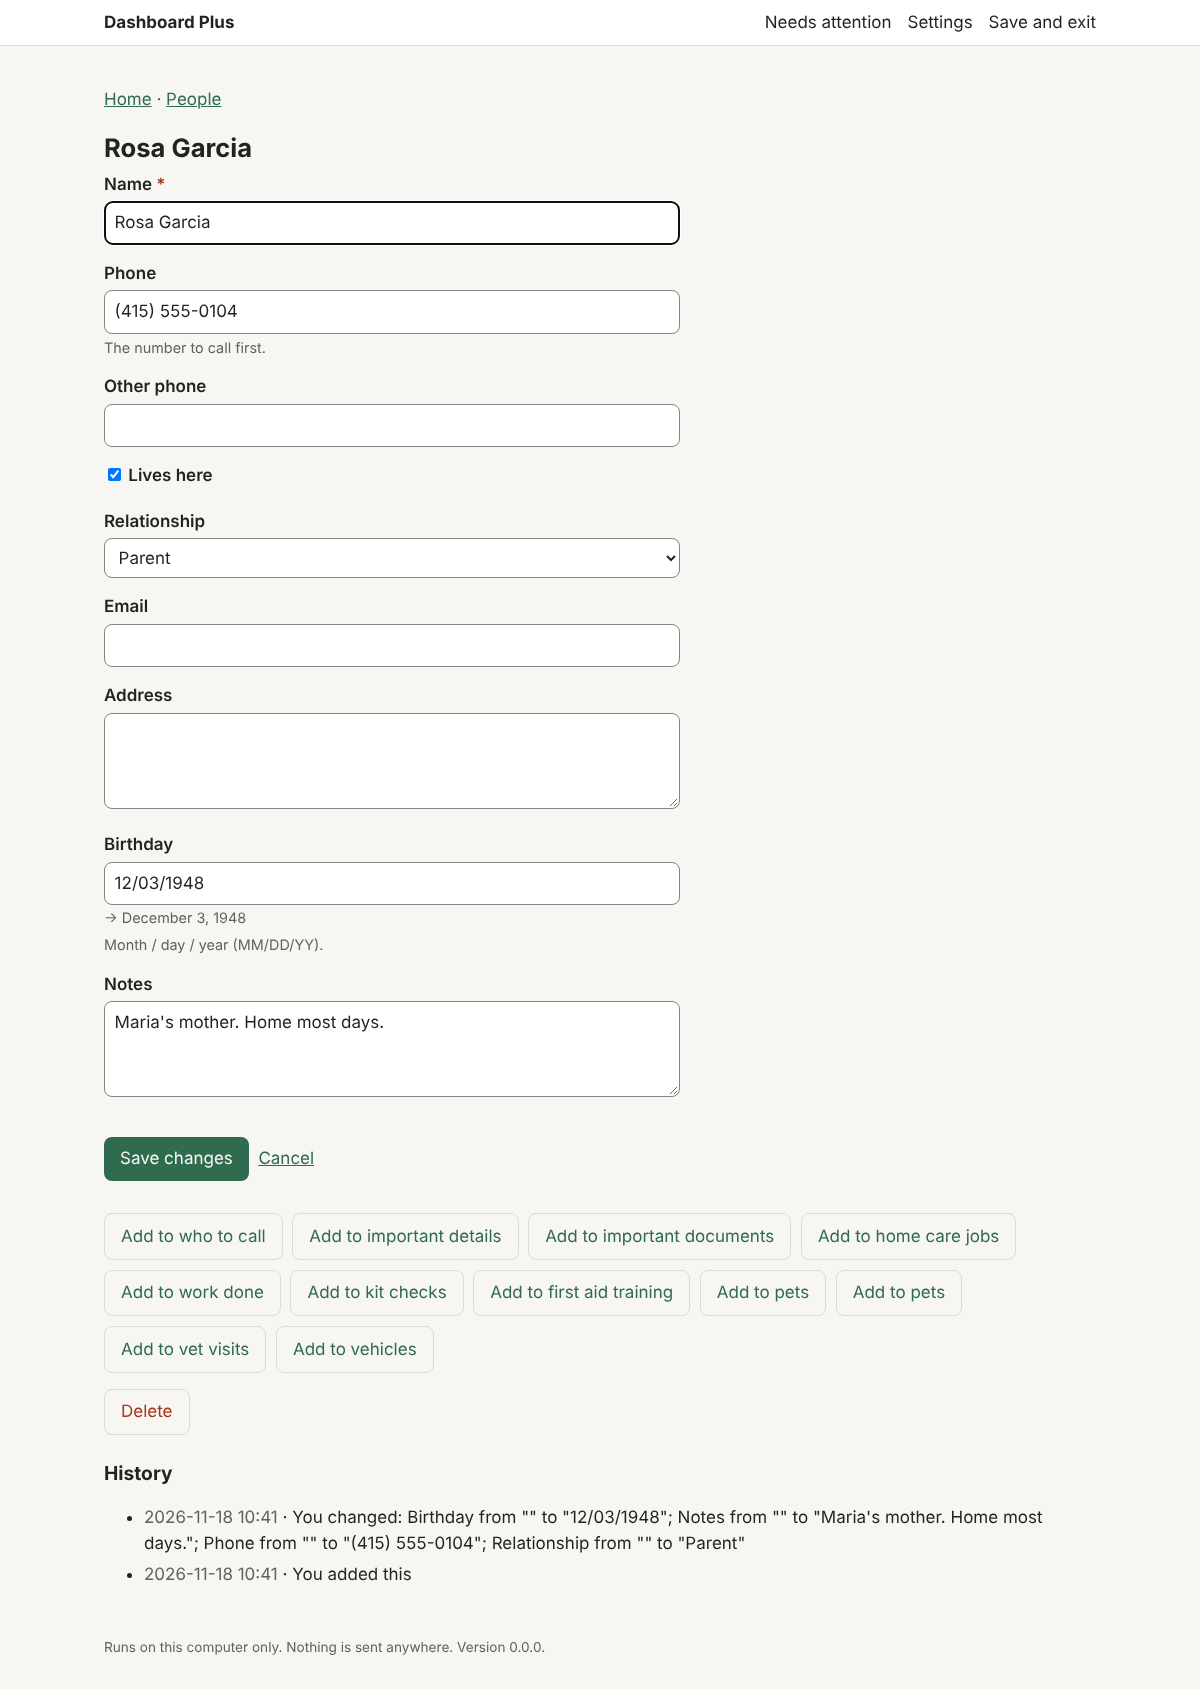 Dashboard Plus
Needs attention Settings Save and exit
Home · People
Rosa Garcia
Name *
Rosa Garcia
Phone
(415) 555-0104
The number to call first.
Other phone
Lives here
Relationship
Parent
Email
Address
Birthday
12/03/1948
→ December 3, 1948
Month / day / year (MM/DD/YY).
Notes
Maria's mother. Home most days.
Save changes Cancel
Add to who to call Add to important details Add to important documents Add to home care jobs
Add to work done Add to kit checks Add to first aid training Add to pets Add to pets
Add to vet visits Add to vehicles
Delete
History
• 2026-11-18 10:41 · You changed: Birthday from "" to "12/03/1948"; Notes from "" to "Maria's mother. Home most
days."; Phone from "" to "(415) 555-0104"; Relationship from "" to "Parent"
• 2026-11-18 10:41 · You added this
Runs on this computer only. Nothing is sent anywhere. Version 0.0.0.